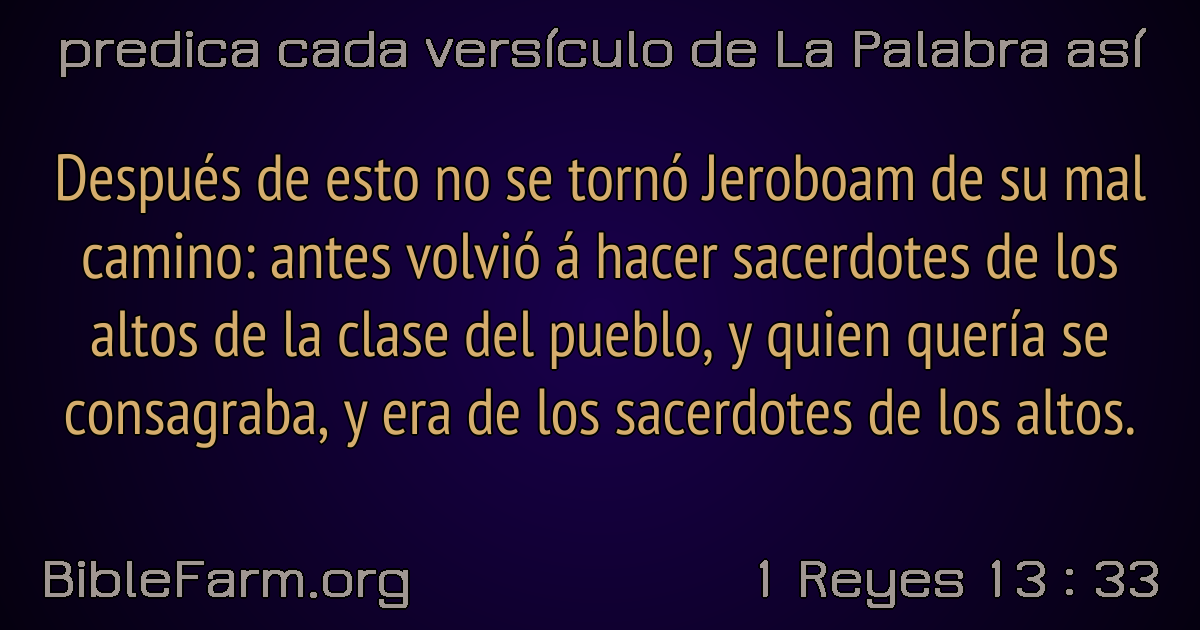 predica cada versículo de La Palabra así
Después de esto no se tornó Jeroboam de su mal
camino: antes volvió á hacer sacerdotes de los
altos de la clase del pueblo, y quien quería se
consagraba, y era de los sacerdotes de los altos.
BibleFarm.org
1 Reyes 13 : 33